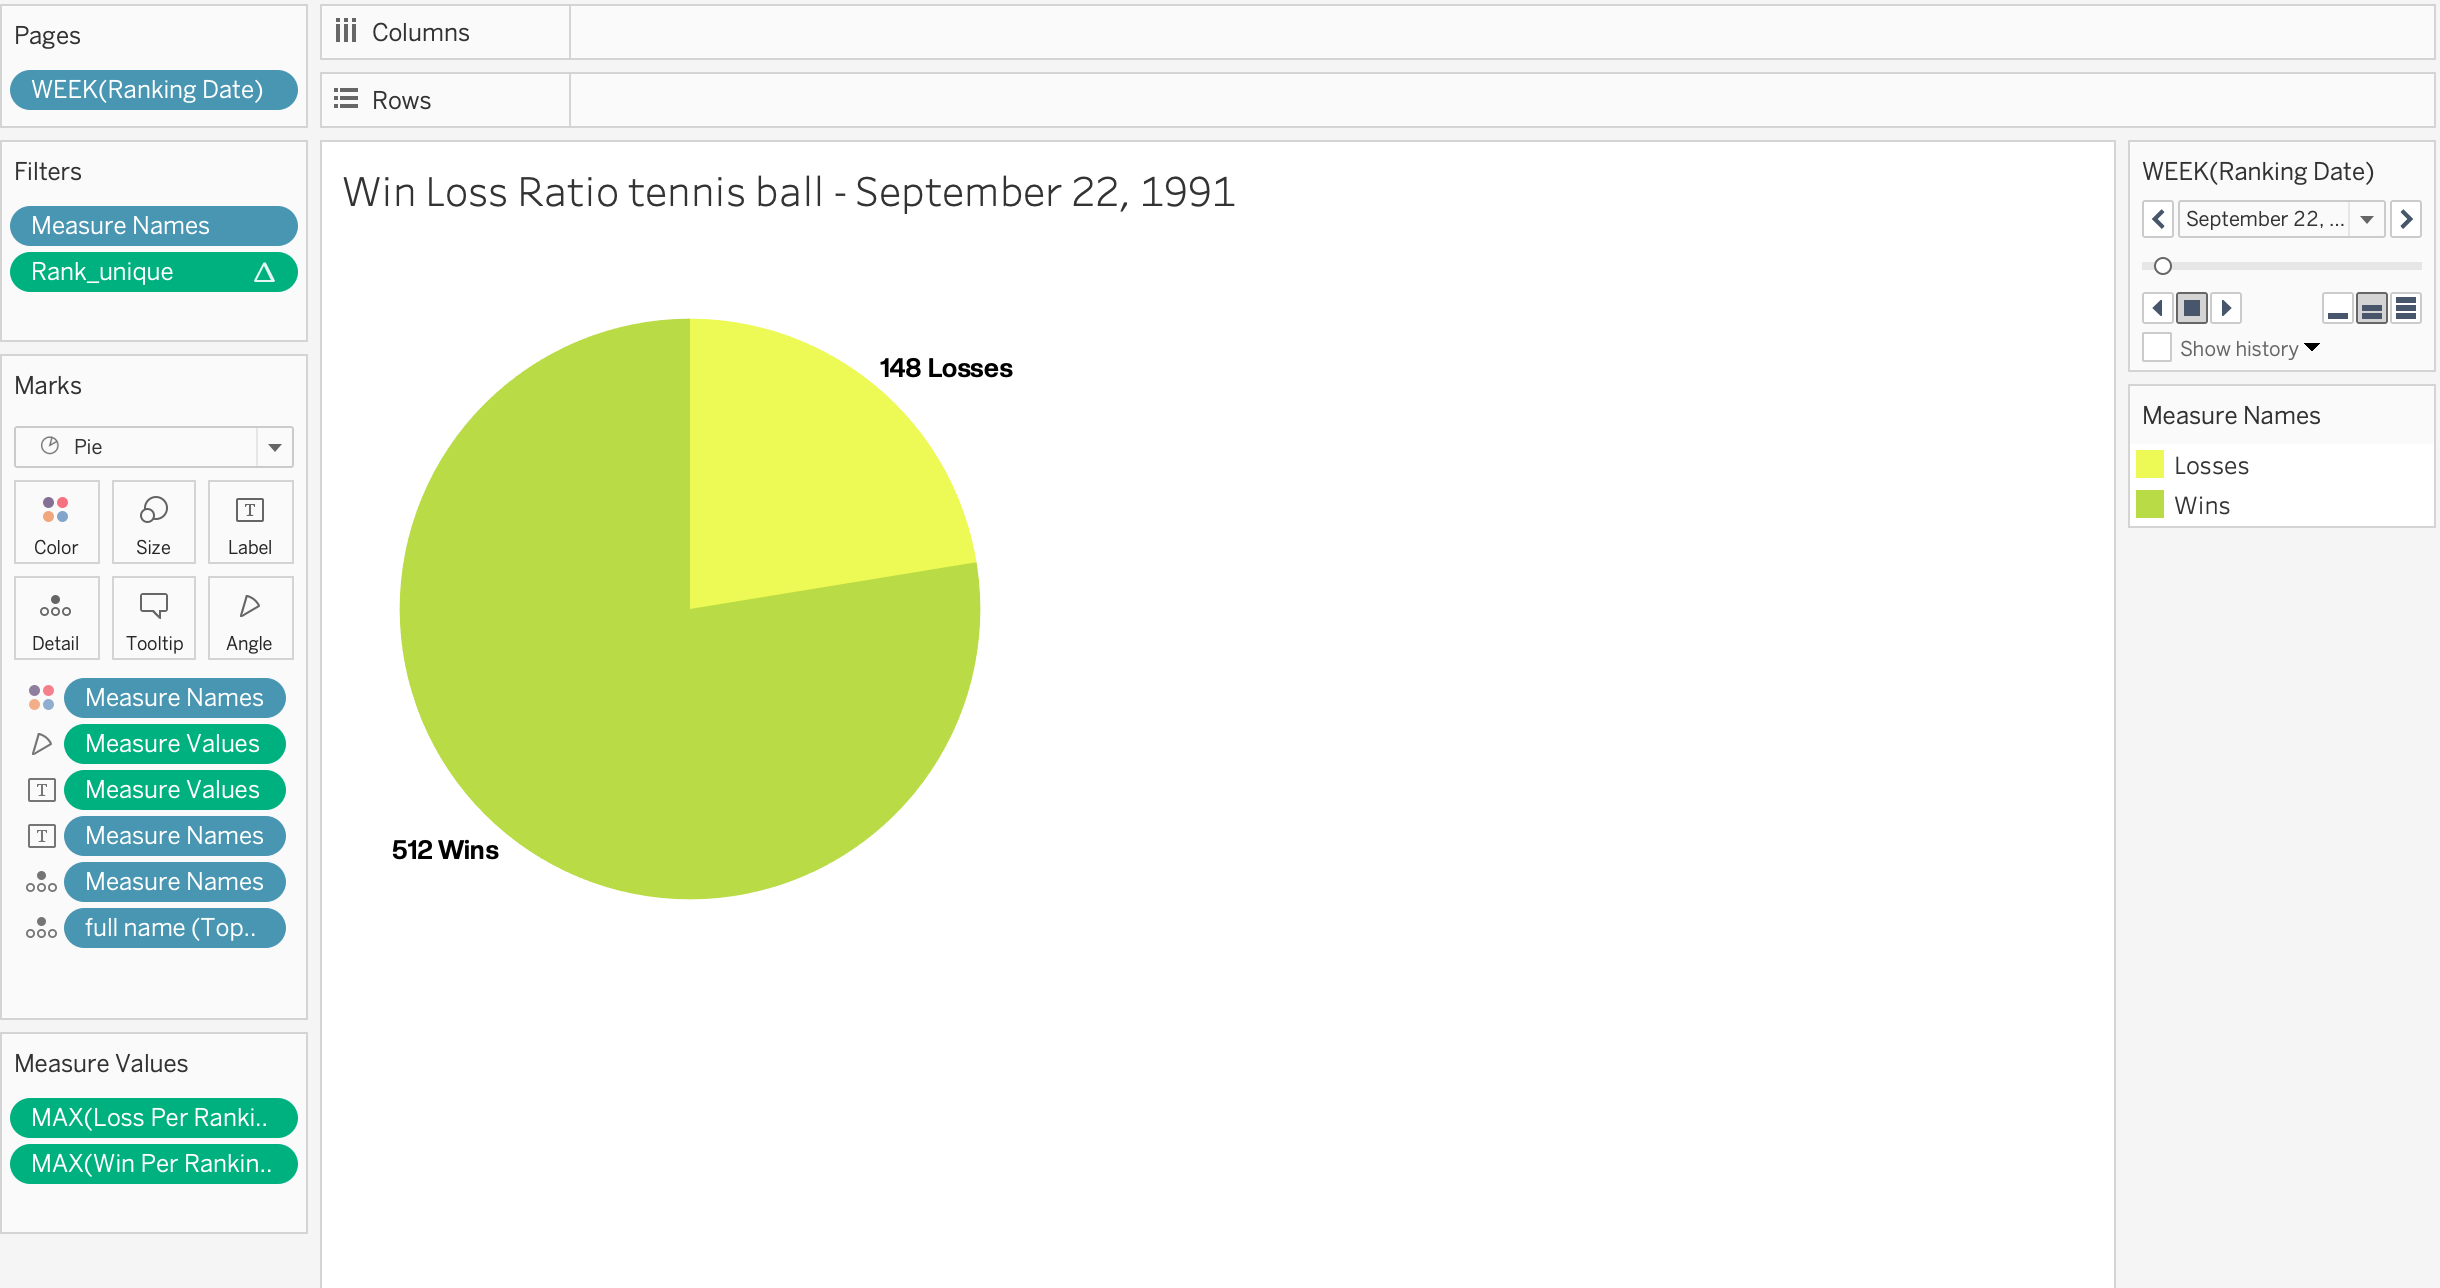 Pages
WEEK(Ranking Date)
Columns
Rows
Filters
Measure Names
Rank_unique
Marks
Pie
Color
Size
Label
Detail
Tooltip
Angle
Measure Names
Measure Values
Measure Values
Measure Names
Measure Names
full name (Top..
Measure Values
MAX(Loss Per Ranki..
MAX(Win Per Rankin..
Win Loss Ratio tennis ball - September 22, 1991
148 Losses
512 Wins
WEEK(Ranking Date)
September 22, ...
Show history
Measure Names
Losses
Wins